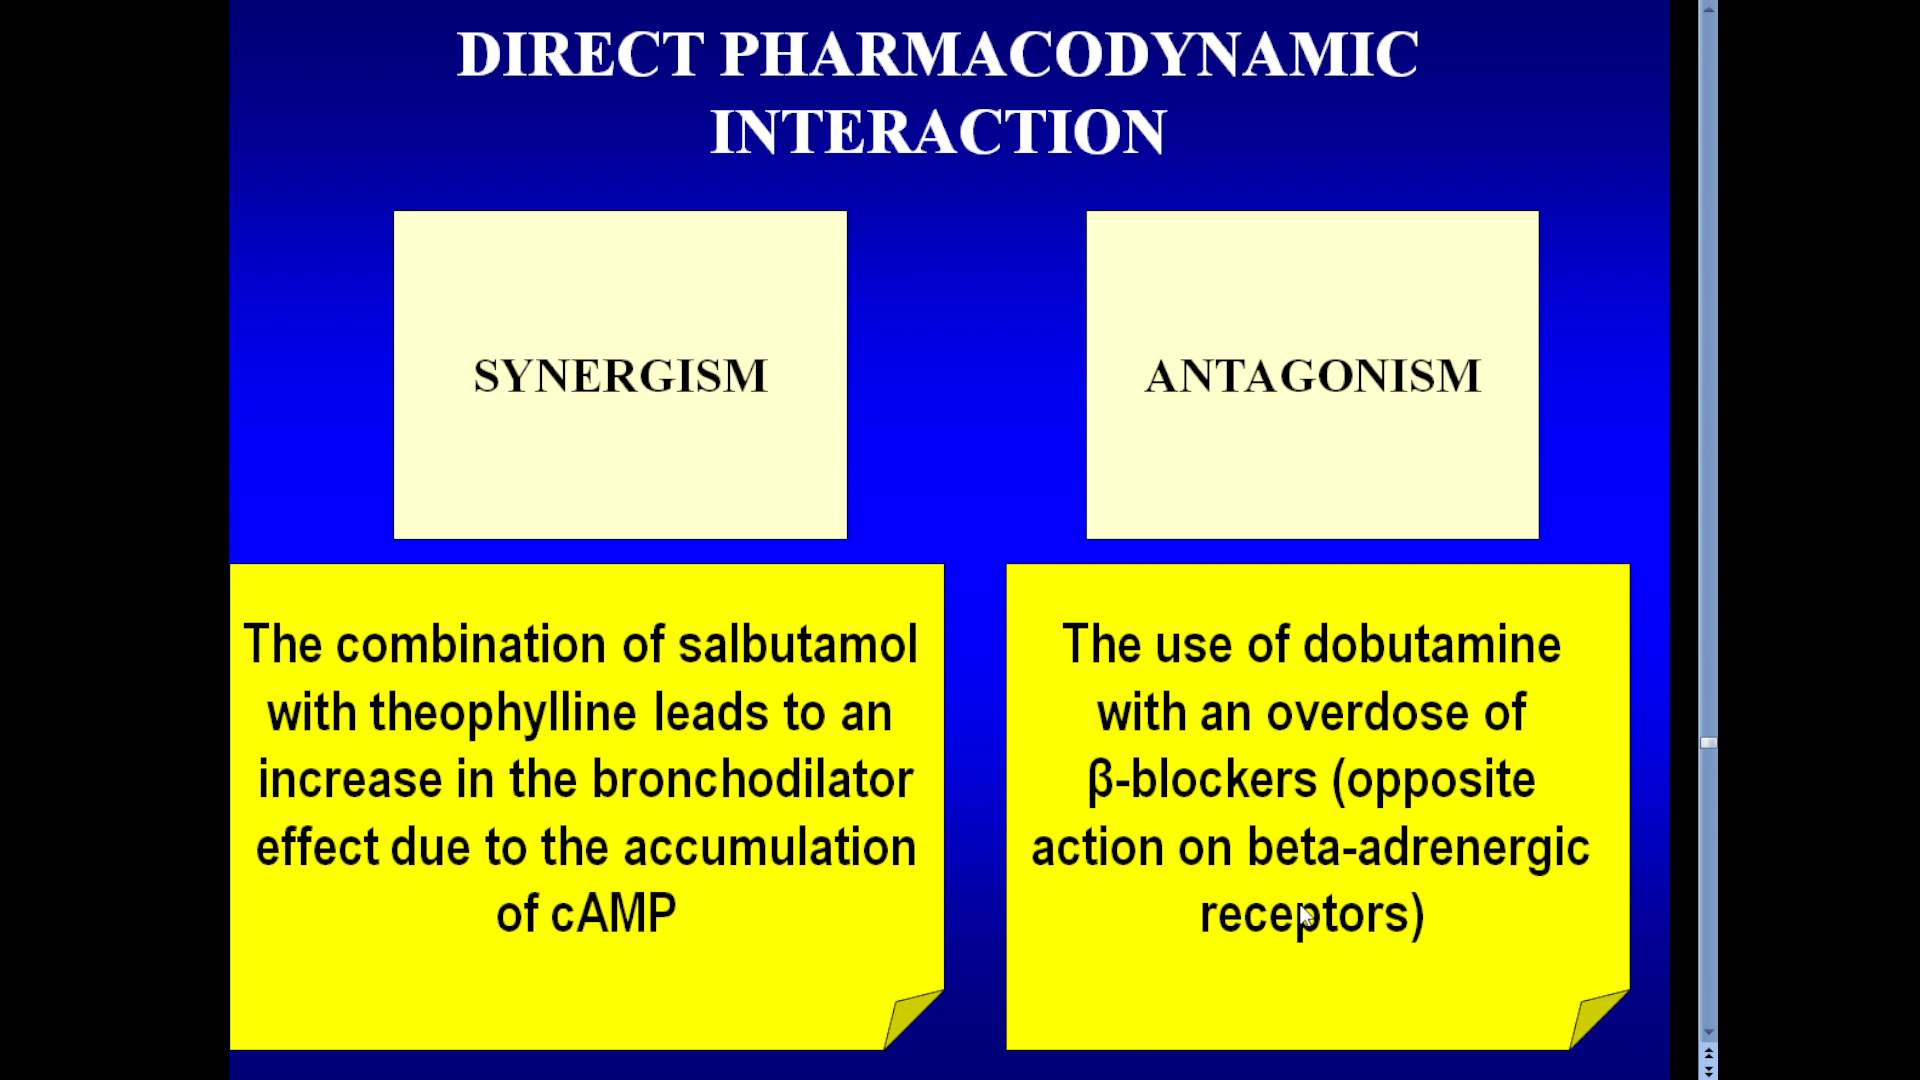 DIRECT PHARMACODYNAMIC
INTERACTION
SYNERGISM
ANTAGONISM
The combination of salbutamol
with theophylline leads to an
increase in the bronchodilator
effect due to the accumulation
of cAMP
The use of dobutamine
with an overdose of
β-blockers (opposite
action on beta-adrenergic
receptors)